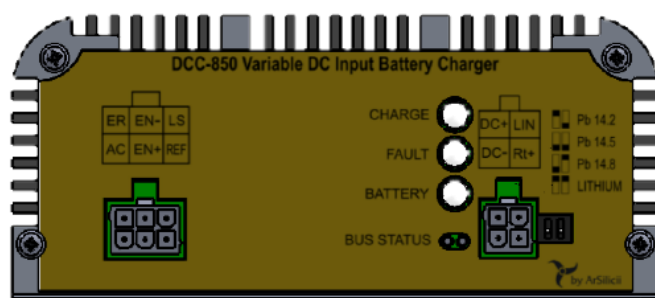 DCC-850 Variable DC Input Battery Charger
ER EN- LS
AC EN+ REF
CHARGE
FAULT
BATTERY
BUS STATUS
DC+ LIN
DC- Rt+
Pb 14.2
Pb 14.5
Pb 14.8
LITHIUM
by ArSilicii